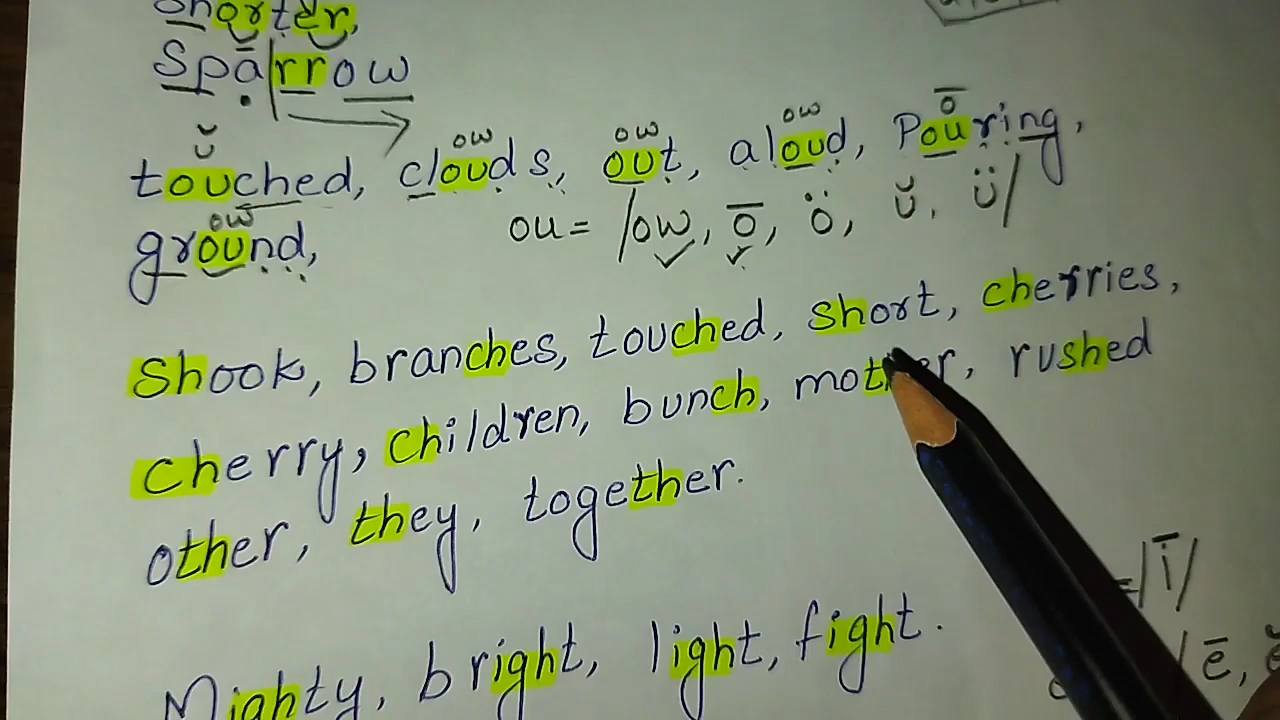 Shorter,
Sparrow
touched, clouds, out, aloud, Pouring,
ground,
ou = /ow, ō, ö, ŭ, ü/
Shook, branches, touched, short, cherries,
Cherry, children, bunch, mother, rushed
other, they, together.
Mighty, bright, light, fight.
=/ī/
/ē,